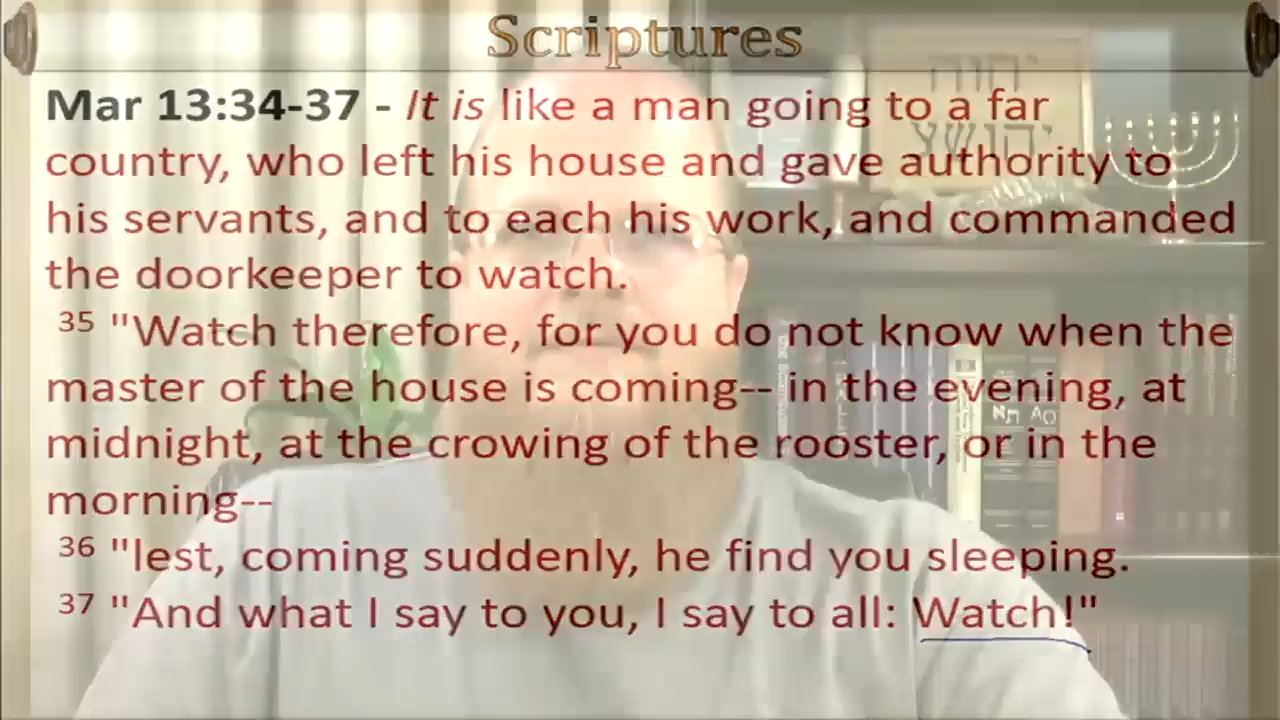 Scriptures
Mar 13:34-37 - It is like a man going to a far
country, who left his house and gave authority to
his servants, and to each his work, and commanded
the doorkeeper to watch.
35 "Watch therefore, for you do not know when the
master of the house is coming-- in the evening, at
midnight, at the crowing of the rooster, or in the
morning--
36 "lest, coming suddenly, he find you sleeping.
37 "And what I say to you, I say to all: Watch!"
יהוה